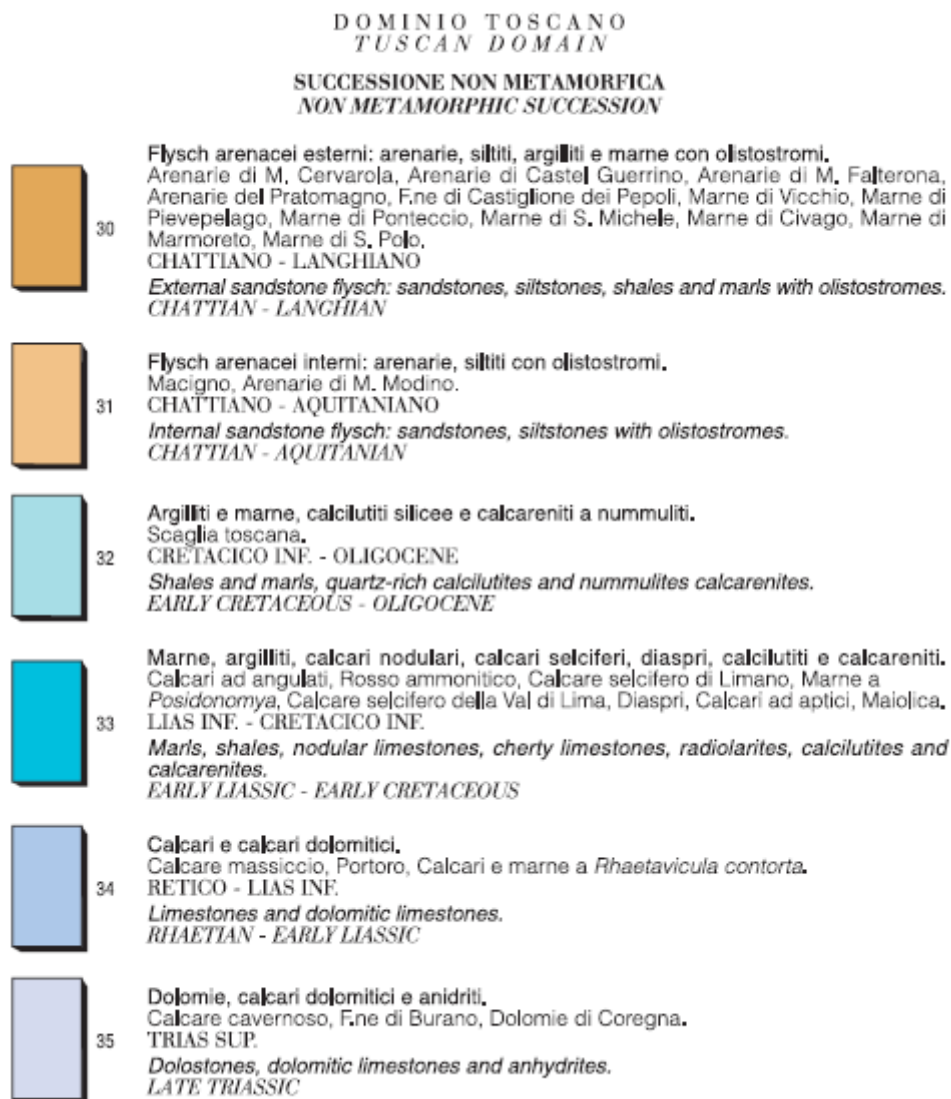 DOMINIO TOSCANO
TUSCAN DOMAIN
SUCCESSIONE NON METAMORFICA
NON METAMORPHIC SUCCESSION
30
Flysch arenacei esterni: arenarie, siltiti, argilliti e marne con olistostromi.
Arenarie di M. Cervarola, Arenarie di Castel Guerrino, Arenarie di M. Falterona,
Arenarie del Pratomagno, F.ne di Castiglione dei Pepoli, Marne di Vicchio, Marne di
Pievepelago, Marne di Ponteccio, Marne di S. Michele, Marne di Civago, Marne di
Marmoreto, Marne di S. Polo.
CHATTIANO - LANGHIANO
External sandstone flysch: sandstones, siltstones, shales and marls with olistostromes.
CHATTIAN - LANGHIAN
31
Flysch arenacei interni: arenarie, siltiti con olistostromi.
Macigno, Arenarie di M. Modino.
CHATTIANO - AQUITANIANO
Internal sandstone flysch: sandstones, siltstones with olistostromes.
CHATTIAN - AQUITANIAN
32
Argilliti e marne, calcilutiti silicee e calcareniti a nummuliti.
Scaglia toscana.
CRETACICO INF. - OLIGOCENE
Shales and marls, quartz-rich calcilutites and nummulites calcarenites.
EARLY CRETACEOUS - OLIGOCENE
33
Marne, argilliti, calcari nodulari, calcari selciferi, diaspri, calcilutiti e calcareniti.
Calcari ad angulati, Rosso ammonitico, Calcare selcifero di Limano, Marne a
Posidonomya, Calcare selcifero della Val di Lima, Diaspri, Calcari ad aptici, Maiolica.
LIAS INF. - CRETACICO INF.
Marls, shales, nodular limestones, cherty limestones, radiolarites, calcilutites and
calcarenites.
EARLY LIASSIC - EARLY CRETACEOUS
34
Calcari e calcari dolomitici.
Calcare massiccio, Portoro, Calcari e marne a Rhaetavicula contorta.
RETICO - LIAS INF.
Limestones and dolomitic limestones.
RHAETIAN - EARLY LIASSIC
35
Dolomie, calcari dolomitici e anidriti.
Calcare cavernoso, F.ne di Burano, Dolomie di Coregna.
TRIAS SUP.
Dolostones, dolomitic limestones and anhydrites.
LATE TRIASSIC